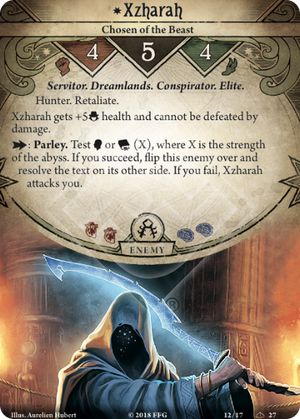 Xzharah
Chosen of the Beast
4 5 4
Servitor. Dreamlands. Conspirator. Elite.
Hunter. Retaliate.
Xzharah gets +5 health and cannot be defeated by
damage.
: Parley. Test or (X), where X is the strength
of the abyss. If you succeed, flip this enemy over and
resolve the text on its other side. If you fail, Xzharah
attacks you.
ENEMY
Illus. Aurelien Hubert © 2018 FFG 12/17 27